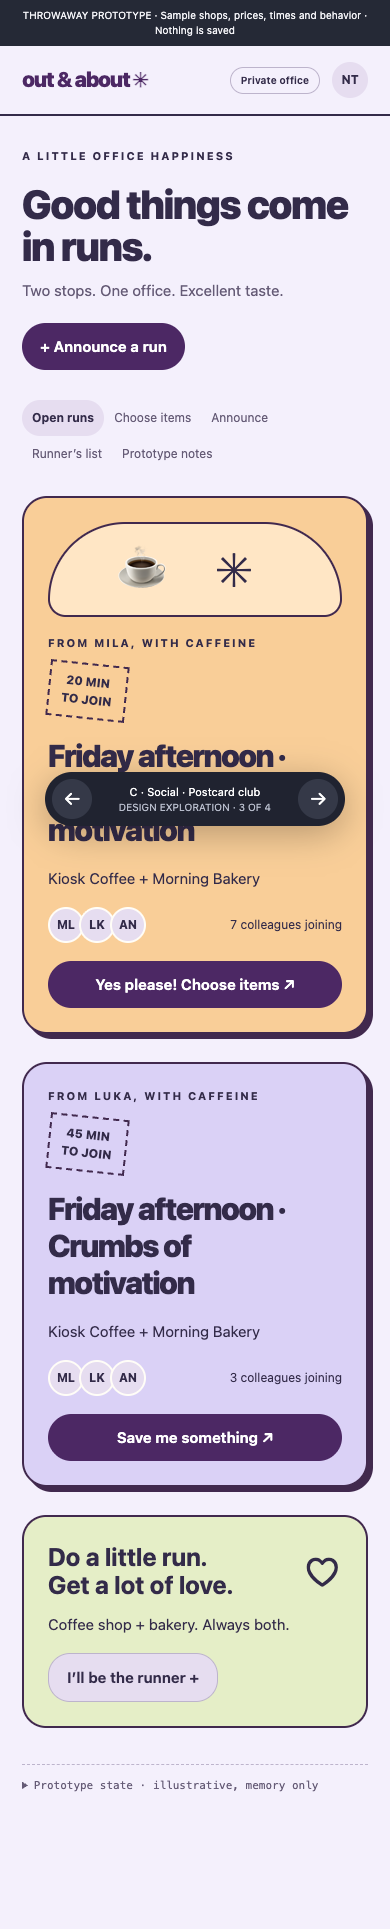 THROWAWAY PROTOTYPE · Sample shops, prices, times and behavior ·
Nothing is saved
out & about✳
Private office
NT
A LITTLE OFFICE HAPPINESS
Good things come
in runs.
Two stops. One office. Excellent taste.
+ Announce a run
Open runs
Choose items
Announce
Runner's list
Prototype notes
FROM MILA, WITH CAFFEINE
20 MIN
TO JOIN
Friday afternoon ·
← C · Social · Postcard club →
DESIGN EXPLORATION · 3 OF 4
motivation
Kiosk Coffee + Morning Bakery
ML LK AN
7 colleagues joining
Yes please! Choose items ↗
FROM LUKA, WITH CAFFEINE
45 MIN
TO JOIN
Friday afternoon ·
Crumbs of
motivation
Kiosk Coffee + Morning Bakery
ML LK AN
3 colleagues joining
Save me something ↗
Do a little run.
Get a lot of love.
Coffee shop + bakery. Always both.
I'll be the runner +
▶ Prototype state · illustrative, memory only